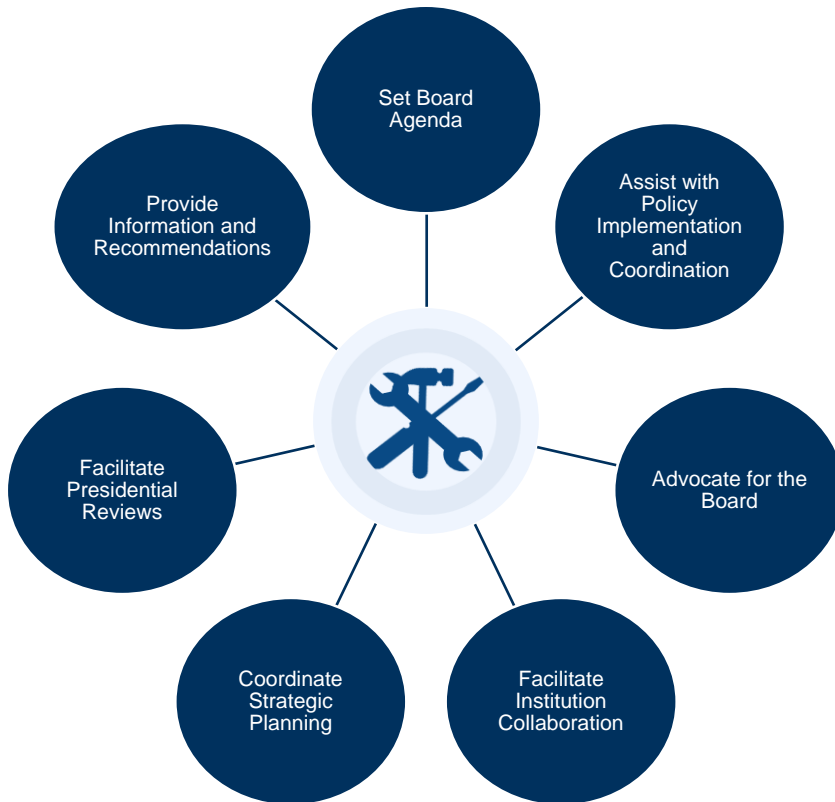 Set Board
Agenda
Assist with
Policy
Implementation
and
Coordination
Advocate for the
Board
Facilitate
Institution
Collaboration
Coordinate
Strategic
Planning
Facilitate
Presidential
Reviews
Provide
Information and
Recommendations